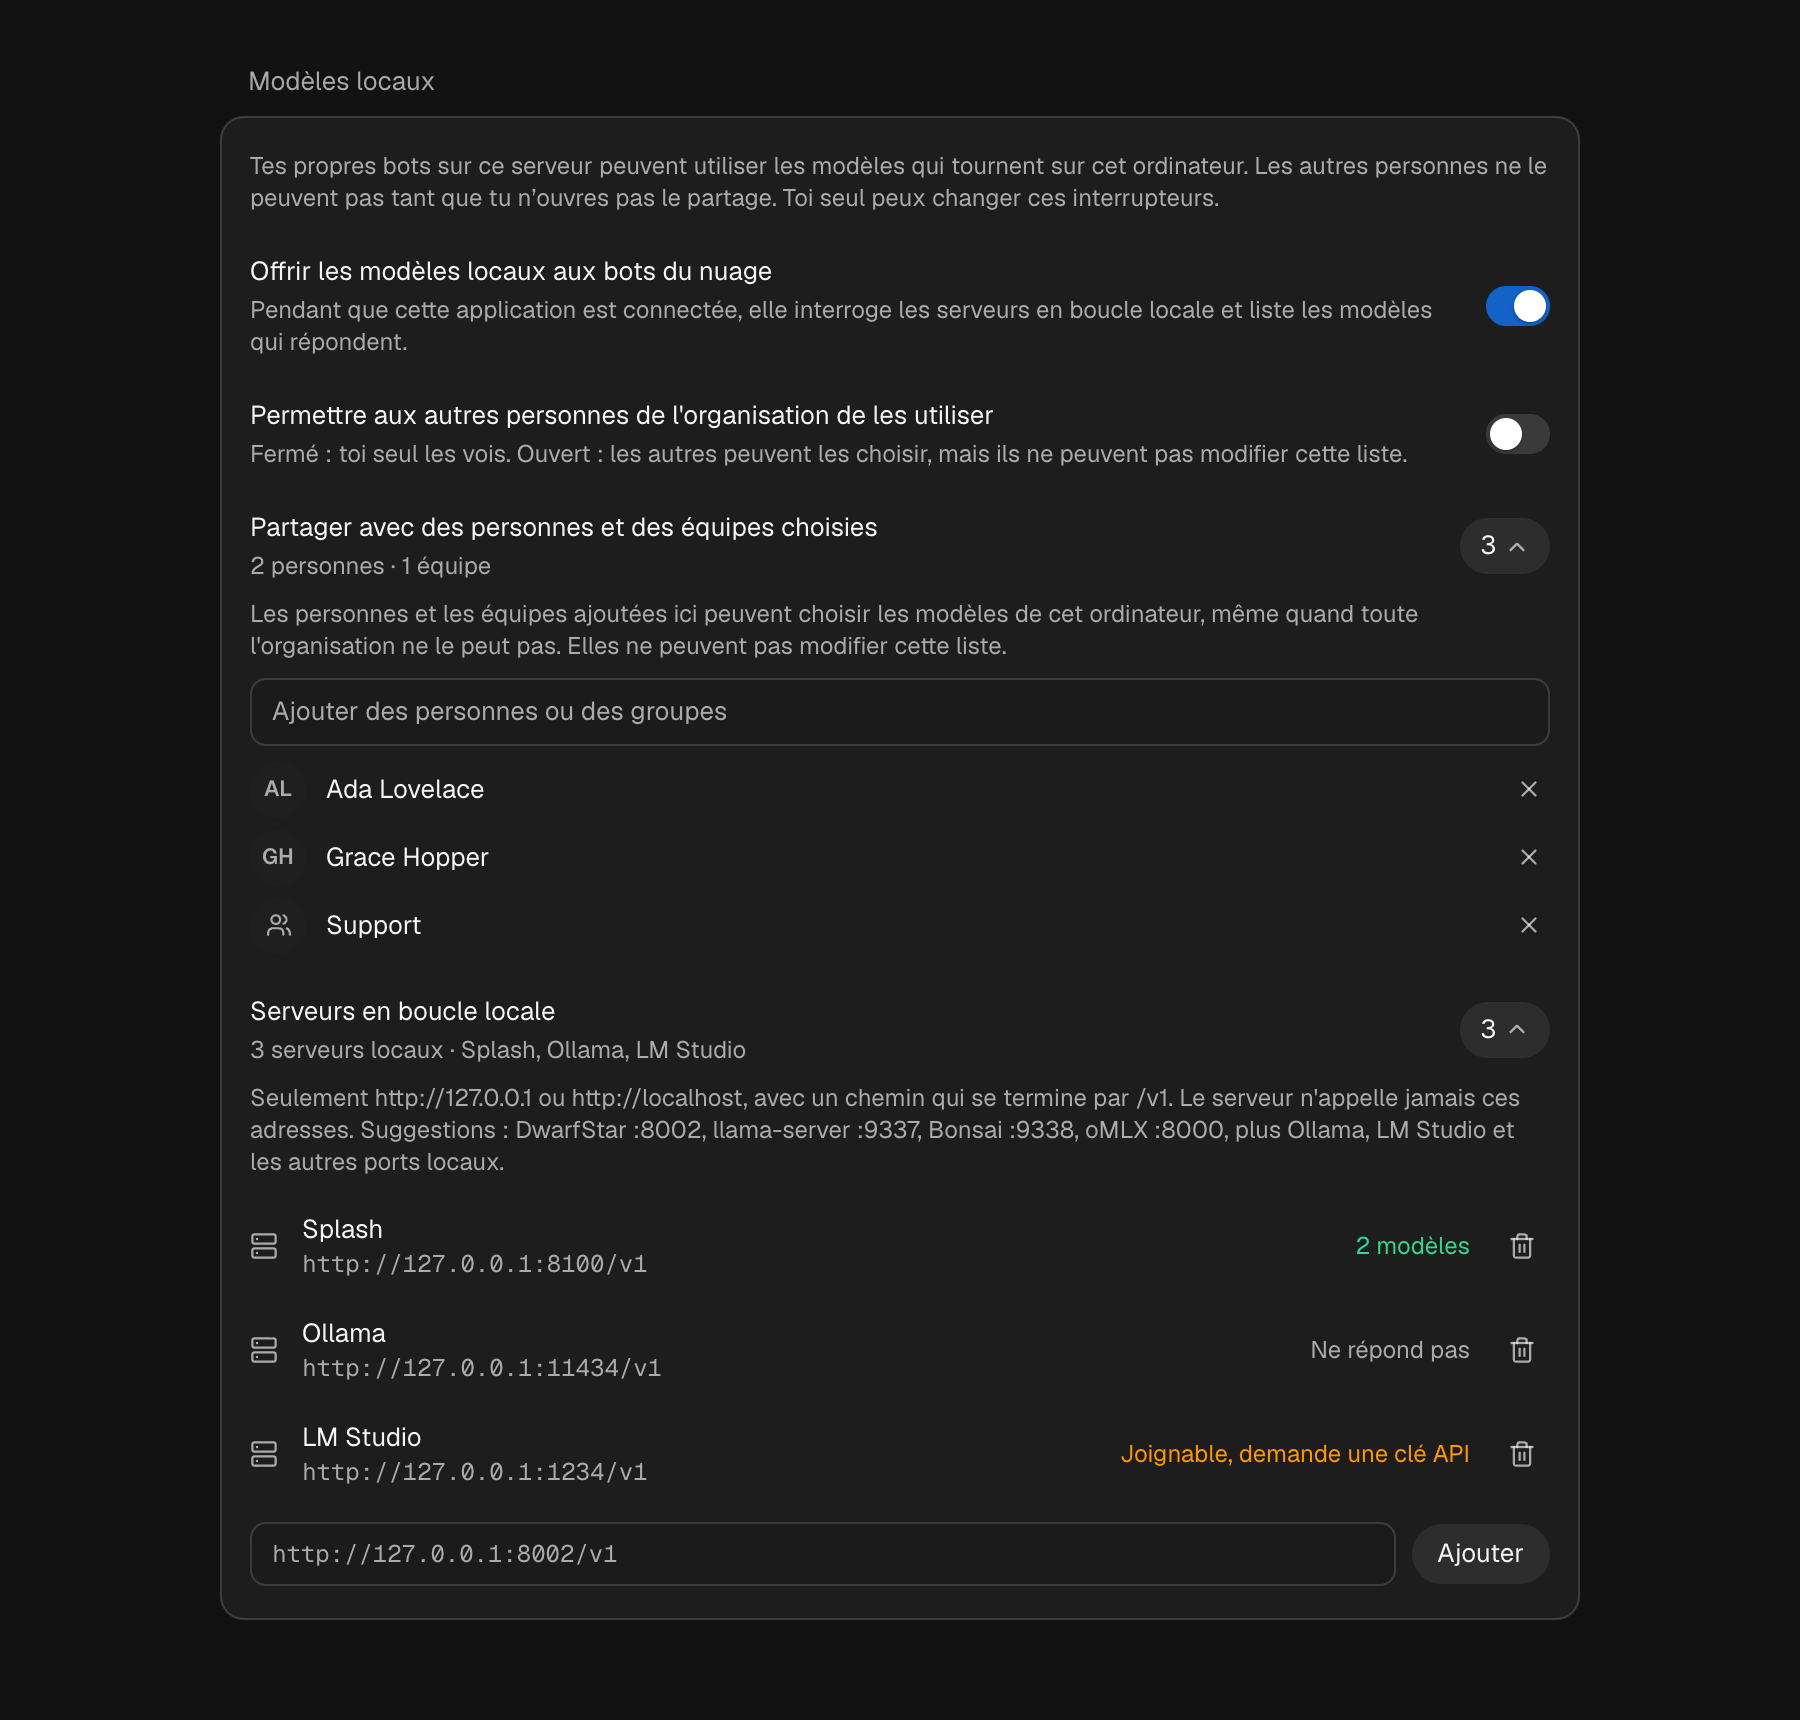 Modèles locaux
Tes propres bots sur ce serveur peuvent utiliser les modèles qui tournent sur cet ordinateur. Les autres personnes ne le
peuvent pas tant que tu n’ouvres pas le partage. Toi seul peux changer ces interrupteurs.
Offrir les modèles locaux aux bots du nuage
Pendant que cette application est connectée, elle interroge les serveurs en boucle locale et liste les modèles
qui répondent.
Permettre aux autres personnes de l'organisation de les utiliser
Fermé : toi seul les vois. Ouvert : les autres peuvent les choisir, mais ils ne peuvent pas modifier cette liste.
Partager avec des personnes et des équipes choisies
3
2 personnes · 1 équipe
Les personnes et les équipes ajoutées ici peuvent choisir les modèles de cet ordinateur, même quand toute
l'organisation ne le peut pas. Elles ne peuvent pas modifier cette liste.
Ajouter des personnes ou des groupes
AL Ada Lovelace
GH Grace Hopper
Support
Serveurs en boucle locale
3
3 serveurs locaux · Splash, Ollama, LM Studio
Seulement http://127.0.0.1 ou http://localhost, avec un chemin qui se termine par /v1. Le serveur n'appelle jamais ces
adresses. Suggestions : DwarfStar :8002, llama-server :9337, Bonsai :9338, oMLX :8000, plus Ollama, LM Studio et
les autres ports locaux.
Splash
http://127.0.0.1:8100/v1
2 modèles
Ollama
http://127.0.0.1:11434/v1
Ne répond pas
LM Studio
http://127.0.0.1:1234/v1
Joignable, demande une clé API
http://127.0.0.1:8002/v1
Ajouter